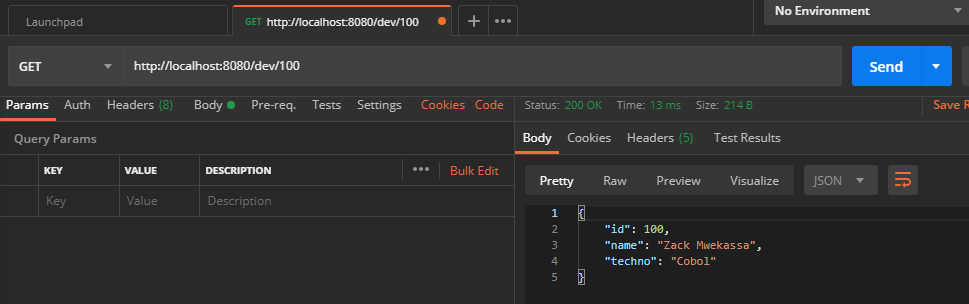 Launchpad
GET http://localhost:8080/dev/100
No Environment
GET http://localhost:8080/dev/100 Send
Params Auth Headers (8) Body Pre-req. Tests Settings Cookies Code
Status: 200 OK Time: 13 ms Size: 214 B Save R
Query Params
KEY VALUE DESCRIPTION ••• Bulk Edit
Key Value Description
Body Cookies Headers (5) Test Results
Pretty Raw Preview Visualize JSON
1 {
2 "id": 100,
3 "name": "Zack Mwekassa",
4 "techno": "Cobol"
5 }